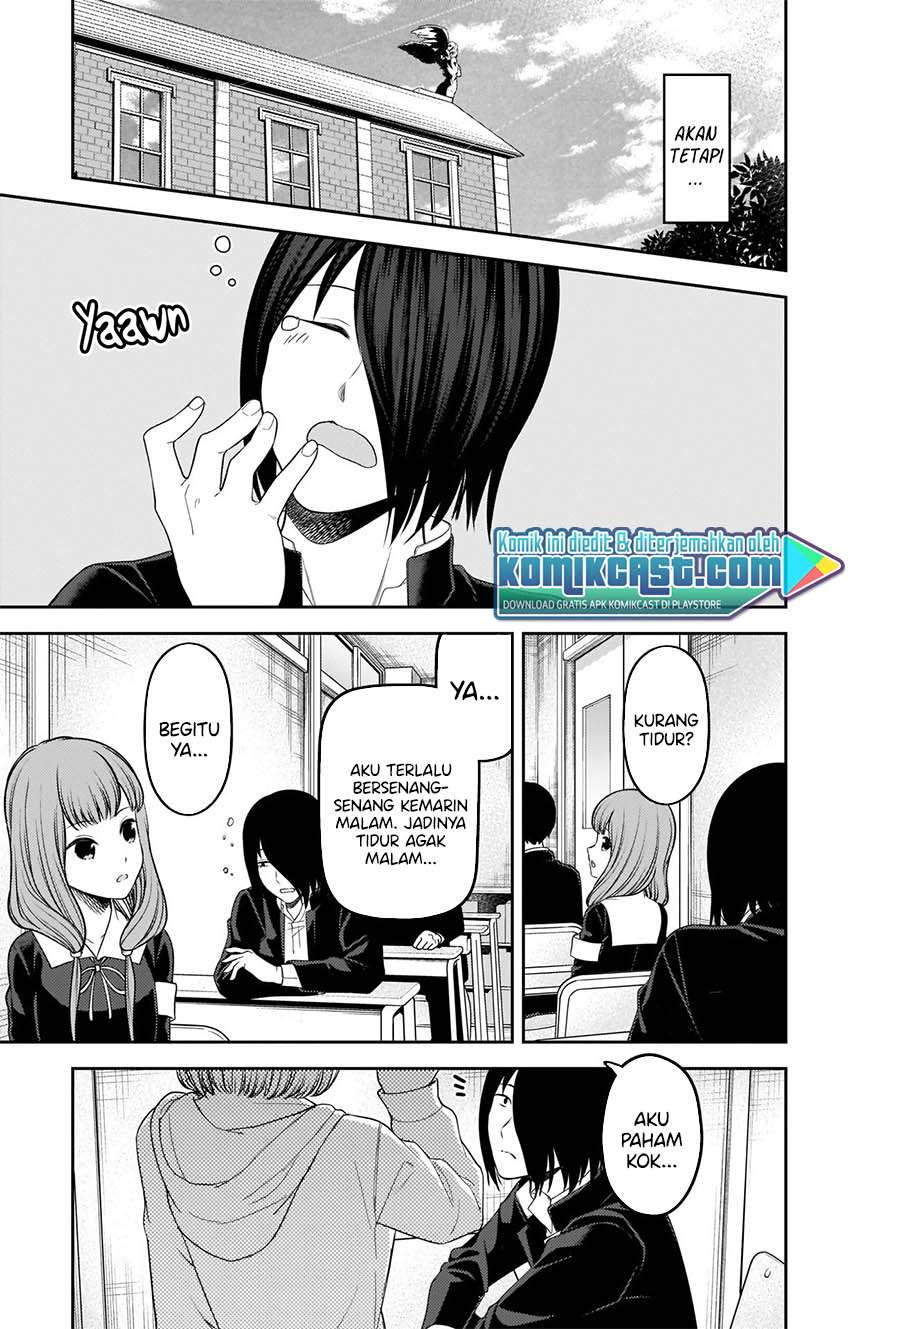 AKAN
TETAPI
...
Yaawn
Komik ini diedit & diterjemahkan oleh
KOMIKCAST.COM
DOWNLOAD GRATIS APK KOMIKCAST DI PLAYSTORE
KURANG
TIDUR?
YA...
AKU TERLALU
BERSENANG-
SENANG KEMARIN
MALAM. JADINYA
TIDUR AGAK
MALAM...
BEGITU
YA...
AKU
PAHAM
KOK...